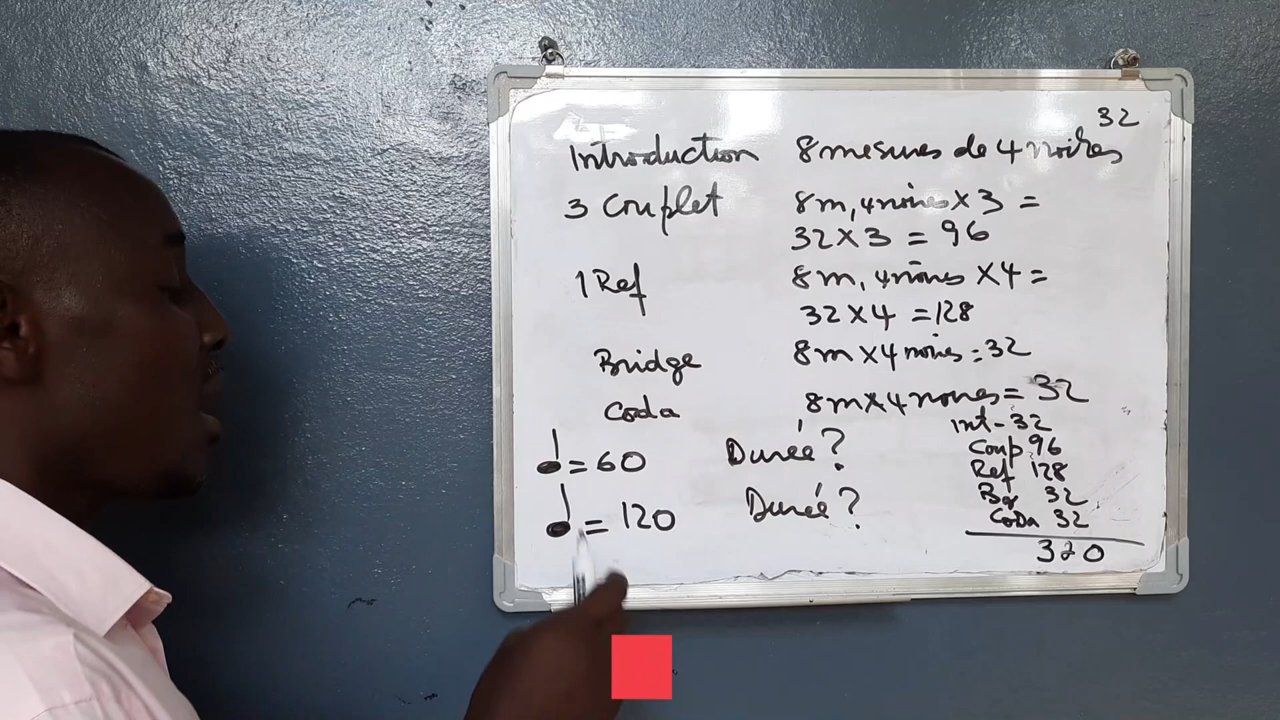 32
Introduction 8 mesures de 4 noires
3 Couplet 8m, 4 noires X 3 =
32 X 3 = 96
1 Ref 8m, 4 noires X 4 =
32 X 4 = 128
Bridge 8m X 4 noires = 32
Coda 8m X 4 noires = 32
Int - 32
♩ = 60 Durée ? Coup 96
Ref 128
♩ = 120 Durée ? Br 32
CoDa 32
320